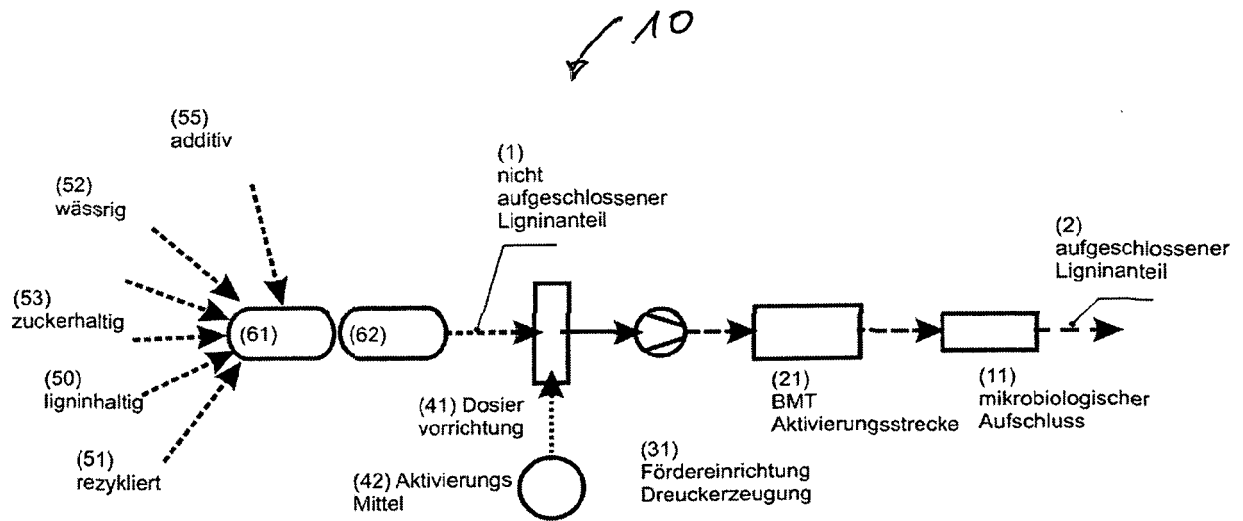 10
(55)
additiv
(52)
wässrig
(53)
zuckerhaltig
(50)
ligninhaltig
(51)
rezykliert
(61)
(62)
(1)
nicht
aufgeschlossener
Ligninanteil
(41) Dosier
vorrichtung
(42) Aktivierungs
Mittel
(31)
Fördereinrichtung
Dreuckerzeugung
(21)
BMT
Aktivierungsstrecke
(11)
mikrobiologischer
Aufschluss
(2)
aufgeschlossener
Ligninanteil